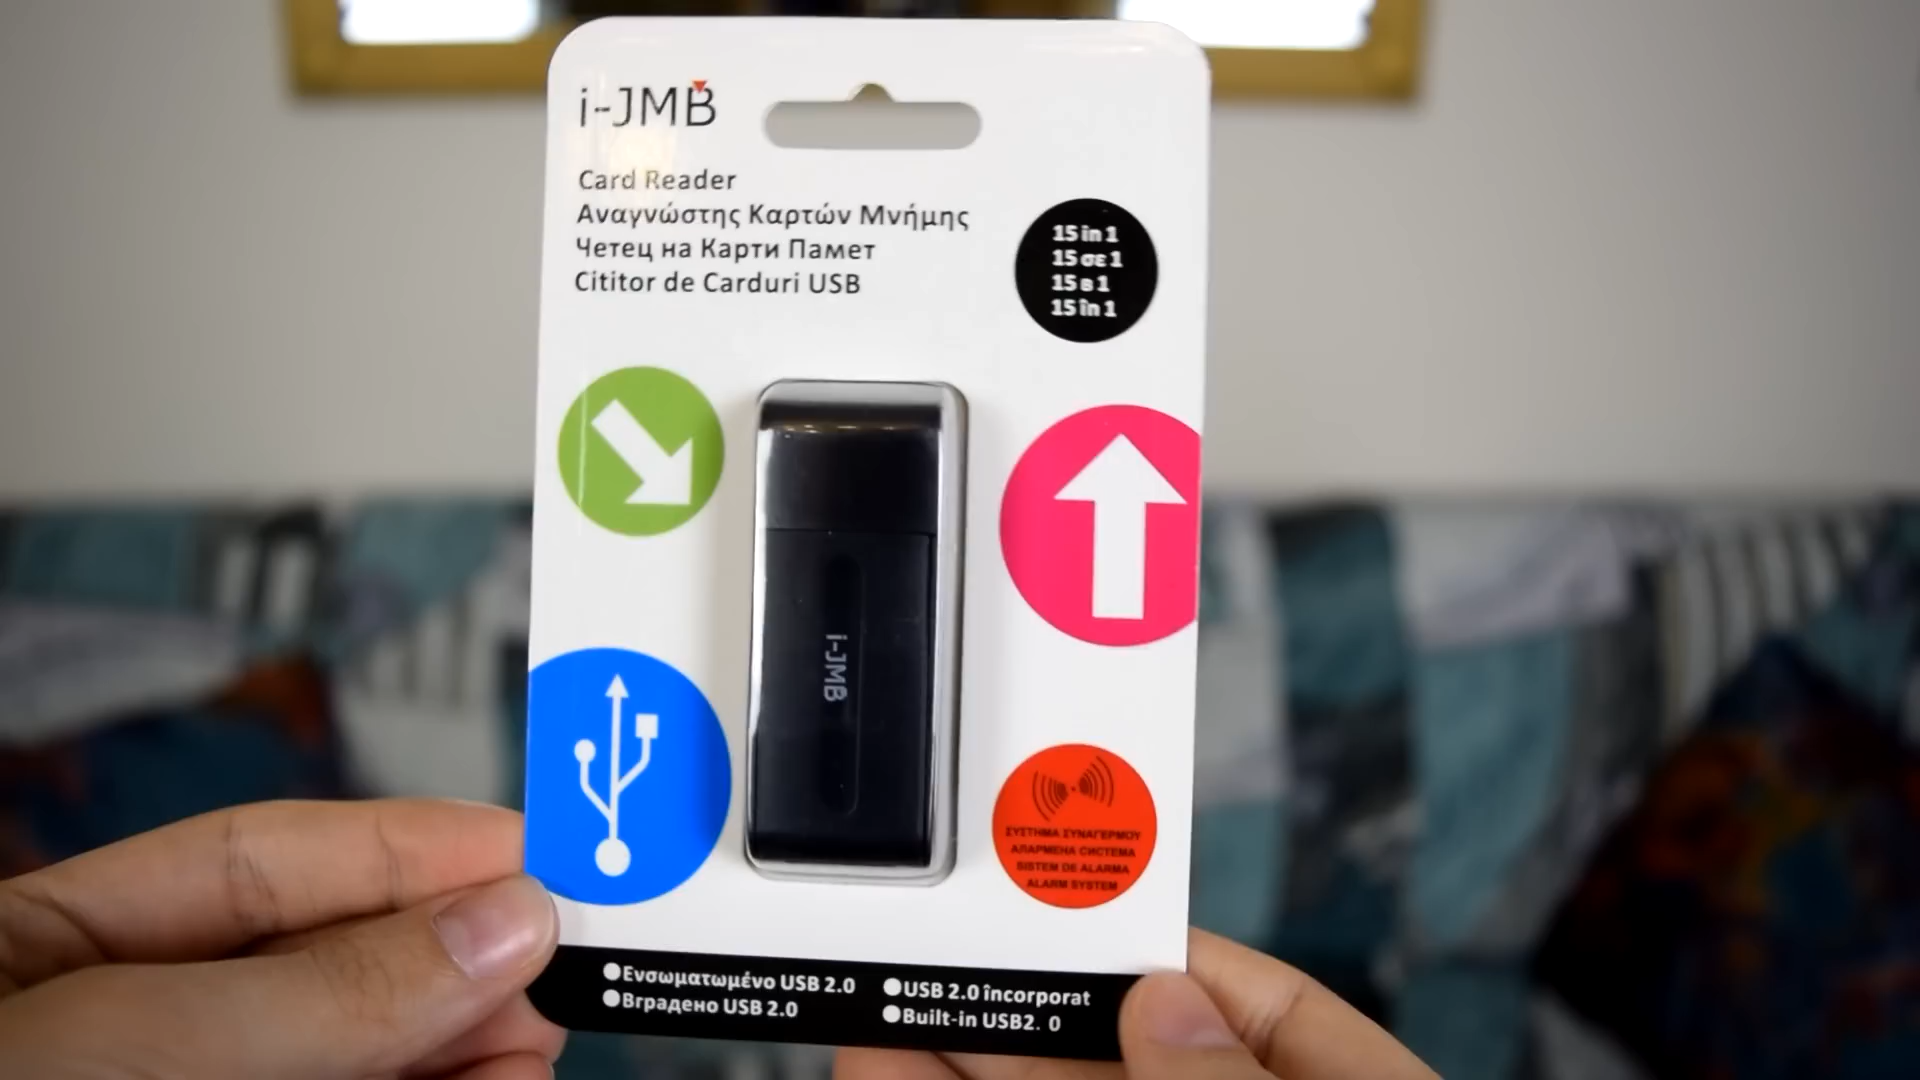 i-JMB
Card Reader
Αναγνώστης Καρτών Μνήμης
Четец на Карти Памет
Cititor de Carduri USB
15 in 1
15 σε 1
15 в 1
15 în 1
i-JMB
ΣΥΣΤΗΜΑ ΣΥΝΑΓΕΡΜΟΥ
АЛАРМЕНА СИСТЕМА
SISTEM DE ALARMA
ALARM SYSTEM
●Ενσωματωμένο USB 2.0
●Вградено USB 2.0
●USB 2.0 încorporat
●Built-in USB2. 0